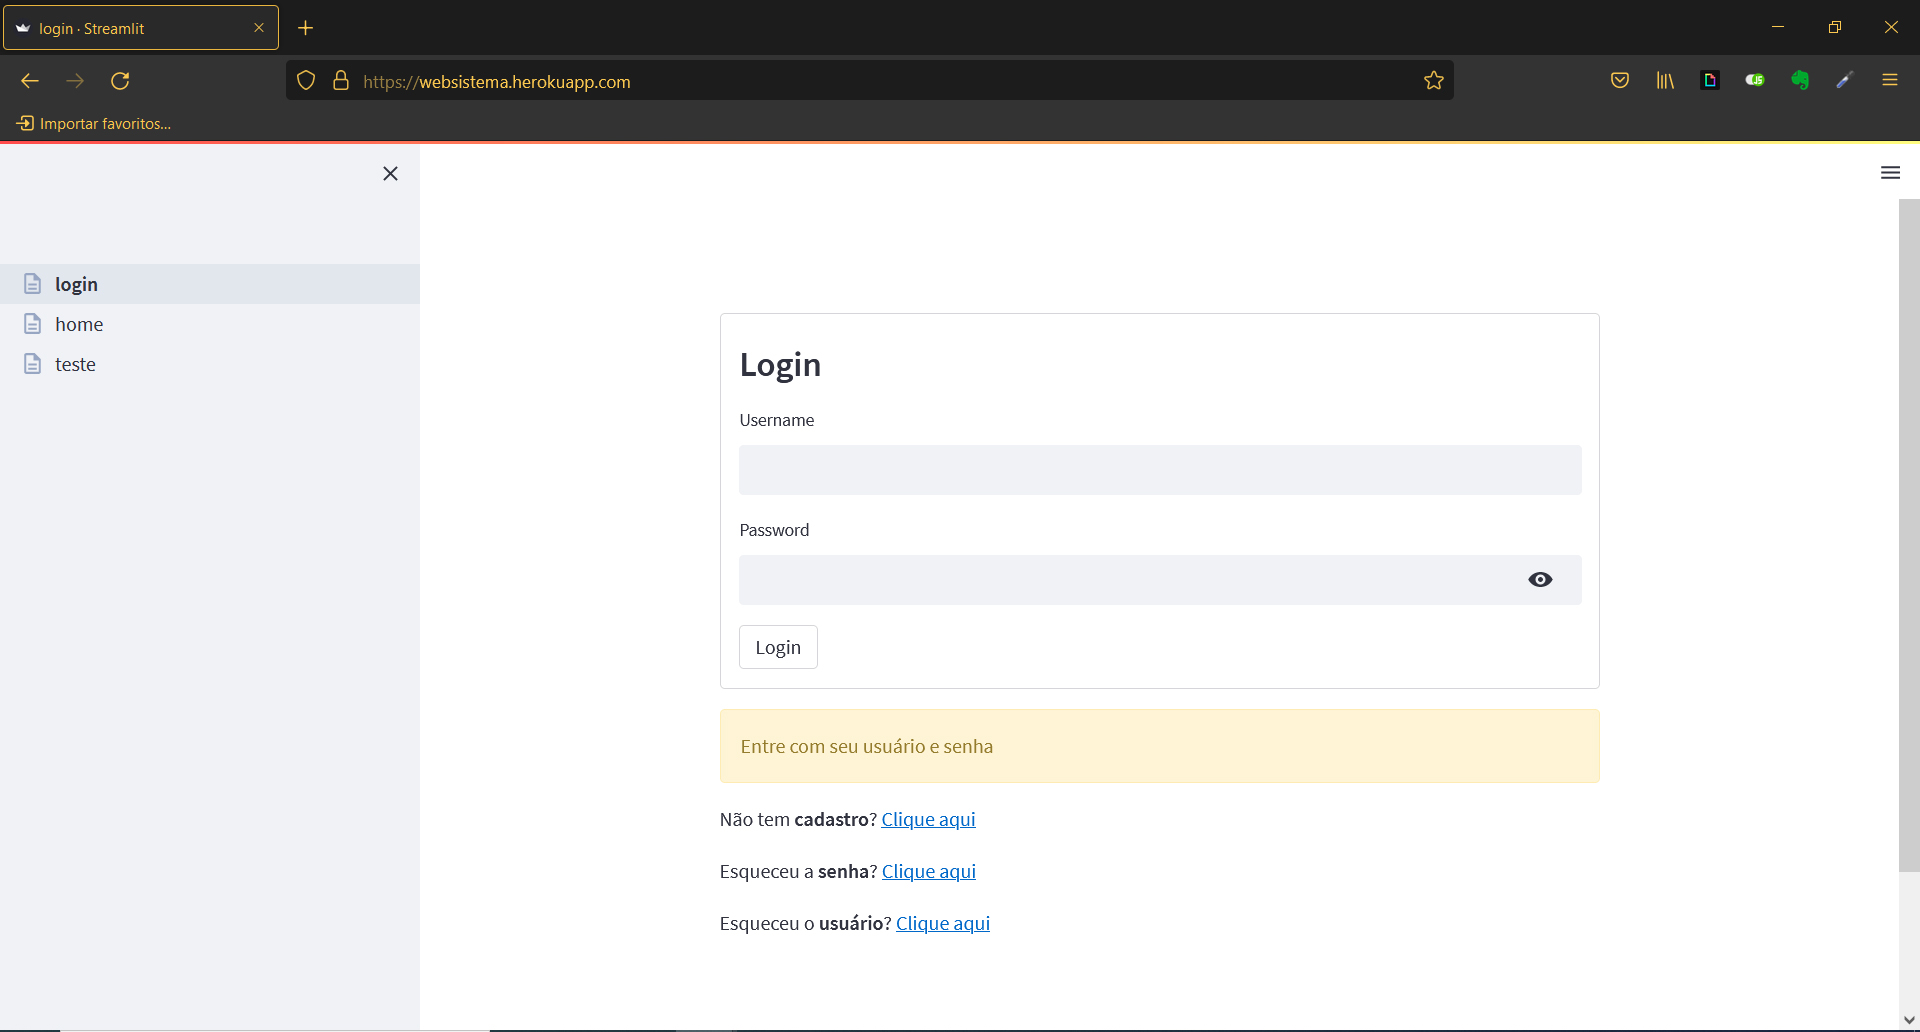 login · Streamlit
https://websistema.herokuapp.com
JS
Importar favoritos...
login
home
teste
Login
Username
Password
Login
Entre com seu usuário e senha
Não tem cadastro? Clique aqui
Esqueceu a senha? Clique aqui
Esqueceu o usuário? Clique aqui